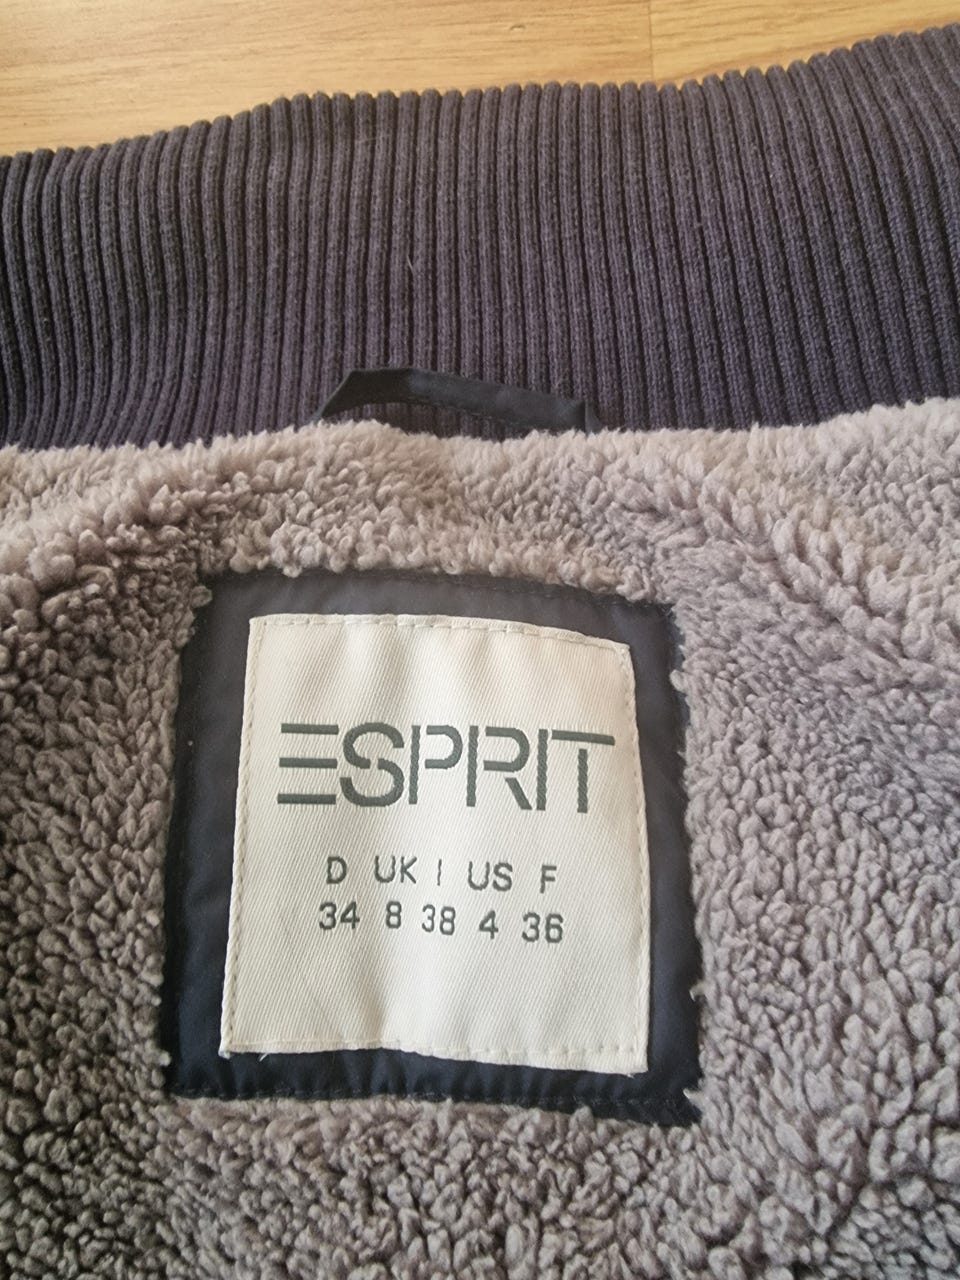 ESPRIT
D UK I US F
34 8 38 4 36